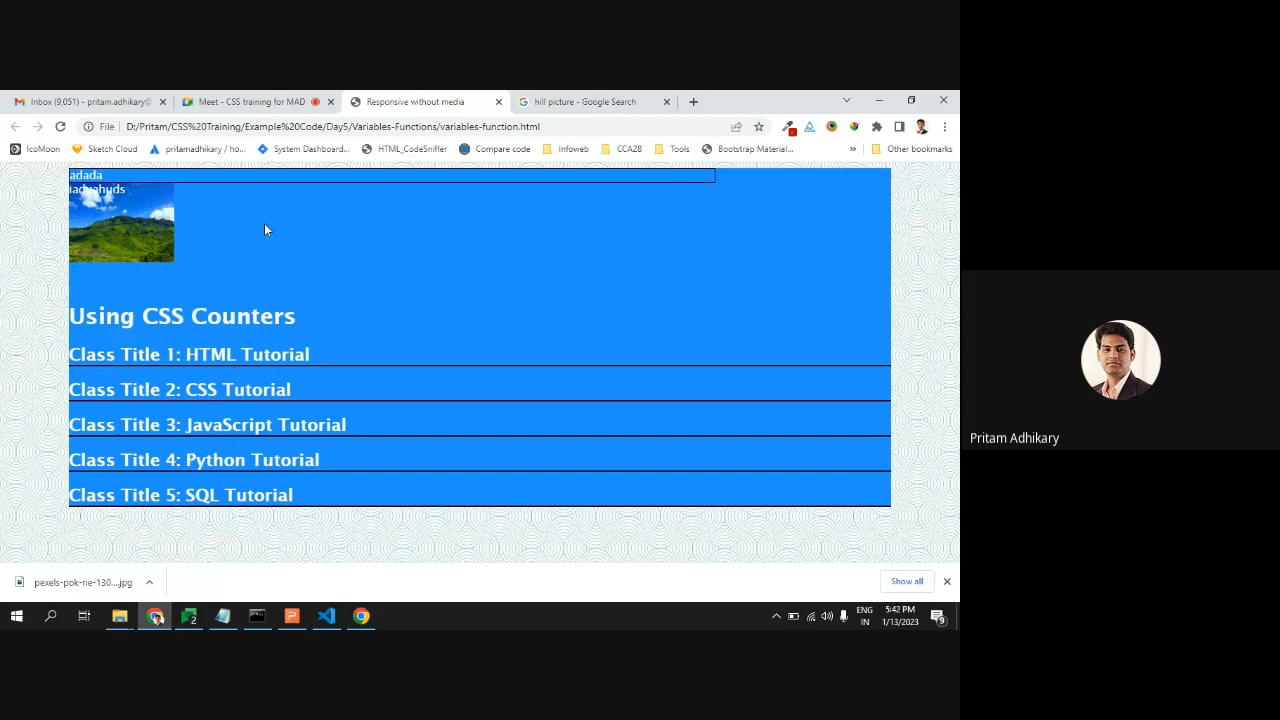 Inbox (9,051) - pritam.adhikary@
Meet - CSS training for MAD
Responsive without media
hill picture - Google Search
File
D:/Pritam/CSS%20Training/Example%20Code/Day5/Variables-Functions/variables-function.html
IcoMoon
Sketch Cloud
pritamadhikary / ho...
System Dashboard...
HTML_CodeSniffer
Compare code
Infoweb
CCA28
Tools
Bootstrap Material...
»
Other bookmarks
adada
Using CSS Counters
Class Title 1: HTML Tutorial
Class Title 2: CSS Tutorial
Class Title 3: JavaScript Tutorial
Class Title 4: Python Tutorial
Class Title 5: SQL Tutorial
Pritam Adhikary
pexels-pok-rie-130....jpg
Show all
ENG
IN
5:42 PM
1/13/2023
9